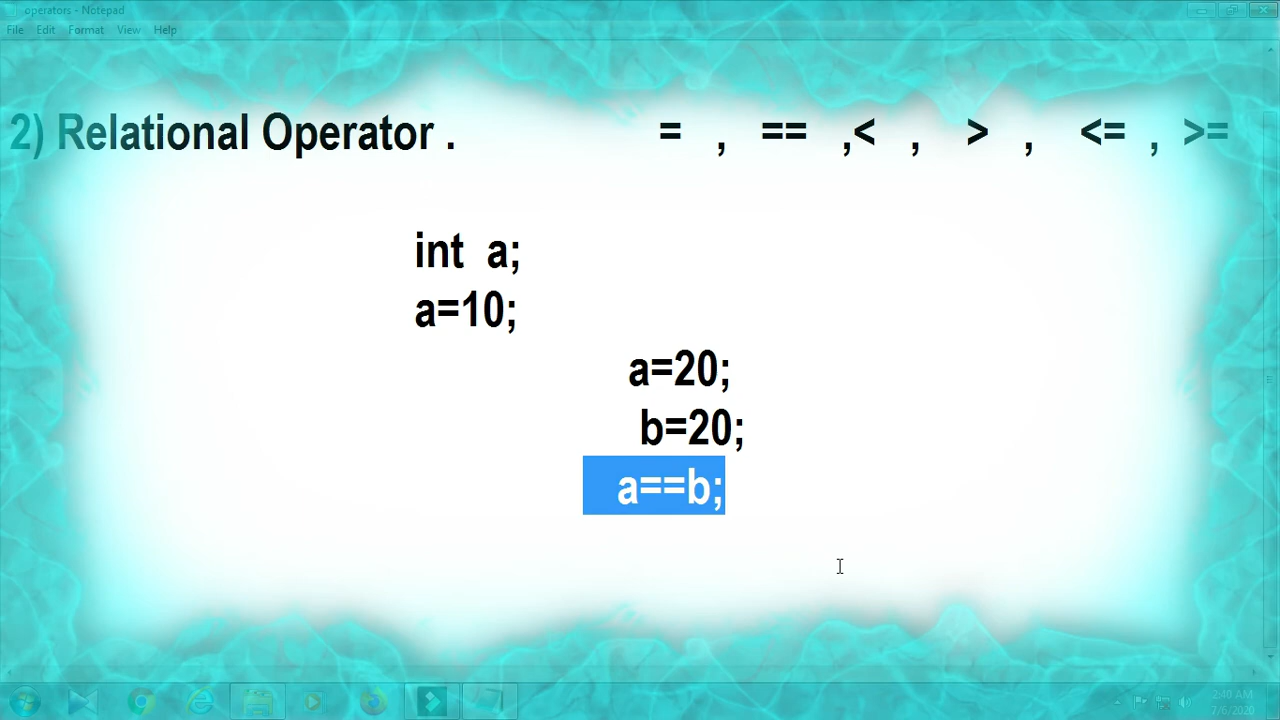 operators - Notepad
File Edit Format View Help
2) Relational Operator . = , == ,< , > , <= , >=
int a;
a=10;
a=20;
b=20;
a==b;
2:40 AM
2/6/2020